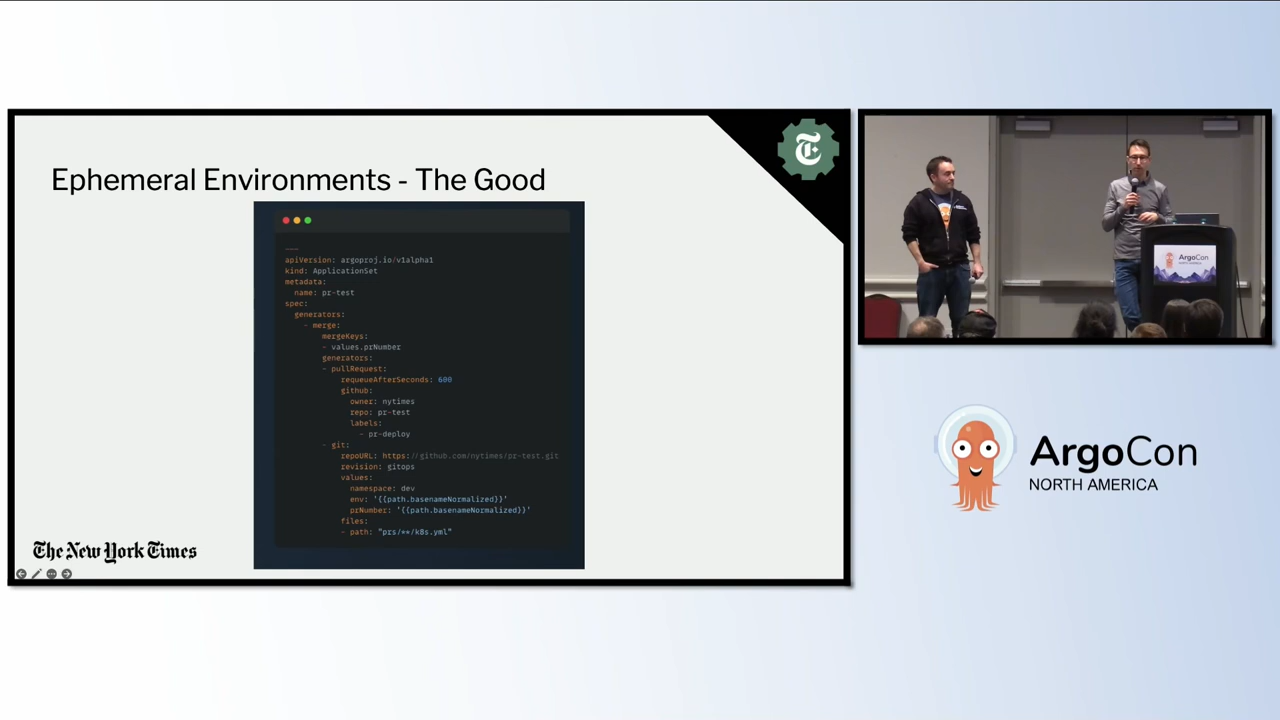 Ephemeral Environments - The Good
---
apiVersion: argoproj.io/v1alpha1
kind: ApplicationSet
metadata:
  name: pr-test
spec:
  generators:
    - merge:
        mergeKeys:
        - values.prNumber
        generators:
        - pullRequest:
            requeueAfterSeconds: 600
            github:
              owner: nytimes
              repo: pr-test
              labels:
                - pr-deploy
        - git:
            repoURL: https://github.com/nytimes/pr-test.git
            revision: gitops
            values:
              namespace: dev
              env: '{{path.basenameNormalized}}'
              prNumber: '{{path.basenameNormalized}}'
            files:
            - path: "prs/**/k8s.yml"
The New York Times
T
ArgoCon
NORTH AMERICA
ArgoCon
NORTH AMERICA